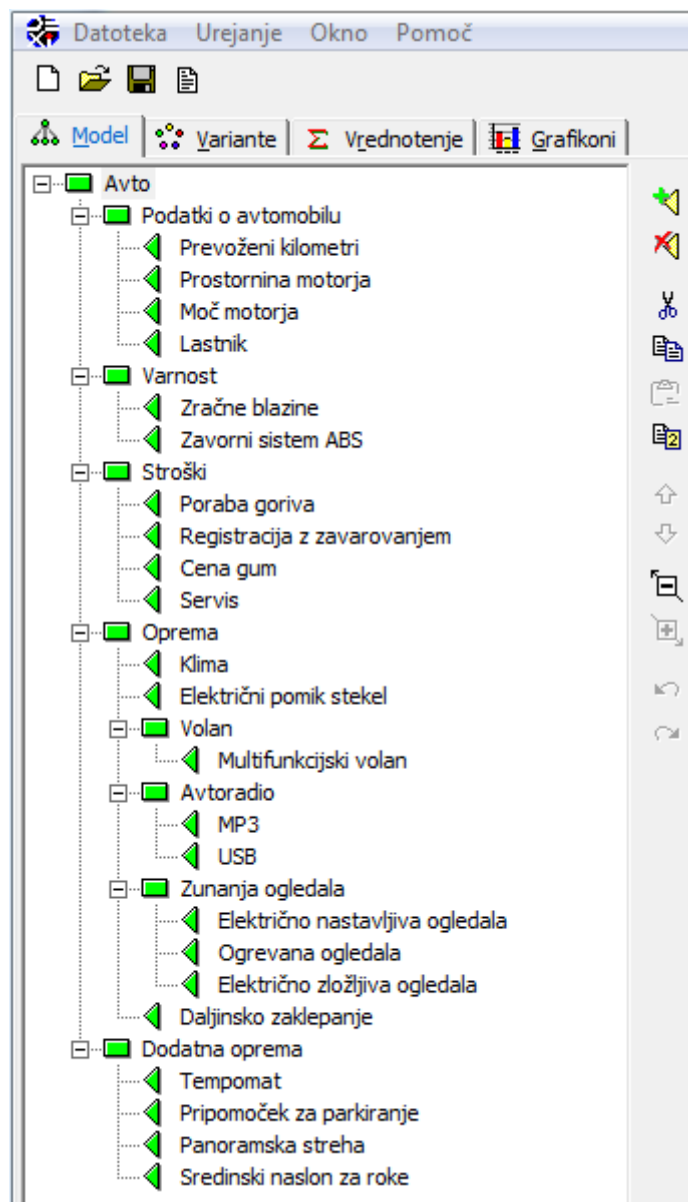 Datoteka Urejanje Okno Pomoč
Model Variante Σ Vrednotenje Grafikoni
Avto
Podatki o avtomobilu
Prevoženi kilometri
Prostornina motorja
Moč motorja
Lastnik
Varnost
Zračne blazine
Zavorni sistem ABS
Stroški
Poraba goriva
Registracija z zavarovanjem
Cena gum
Servis
Oprema
Klima
Električni pomik stekel
Volan
Multifunkcijski volan
Avtoradio
MP3
USB
Zunanja ogledala
Električno nastavljiva ogledala
Ogrevana ogledala
Električno zložljiva ogledala
Daljinsko zaklepanje
Dodatna oprema
Tempomat
Pripomoček za parkiranje
Panoramska streha
Sredinski naslon za roke